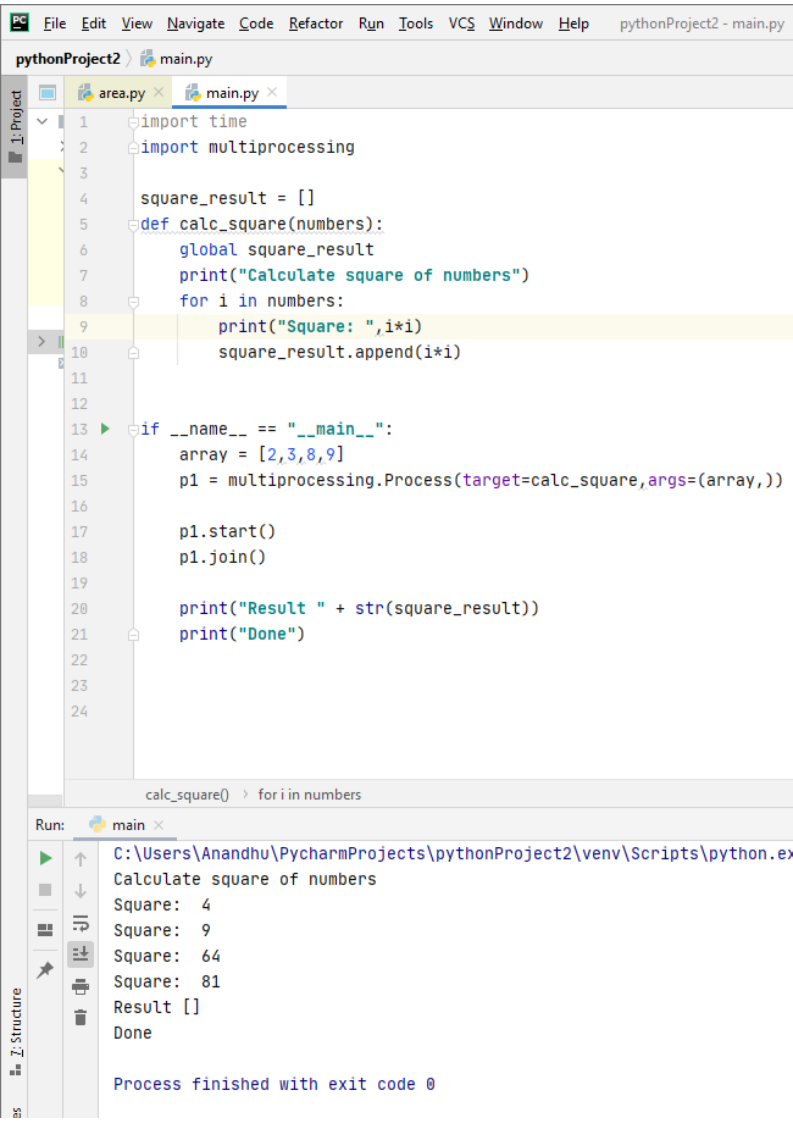 PC File Edit View Navigate Code Refactor Run Tools VCS Window Help pythonProject2 - main.py
pythonProject2 main.py
1: Project
area.py main.py
1 import time
2 import multiprocessing
3
4 square_result = []
5 def calc_square(numbers):
6 global square_result
7 print("Calculate square of numbers")
8 for i in numbers:
9 print("Square: ",i*i)
10 square_result.append(i*i)
11
12
13 if __name__ == "__main__":
14 array = [2,3,8,9]
15 p1 = multiprocessing.Process(target=calc_square,args=(array,))
16
17 p1.start()
18 p1.join()
19
20 print("Result " + str(square_result))
21 print("Done")
22
23
24
calc_square() for i in numbers
Run: main
C:\Users\Anandhu\PycharmProjects\pythonProject2\venv\Scripts\python.ex
Calculate square of numbers
Square:  4
Square:  9
Square:  64
Square:  81
Result []
Done
Process finished with exit code 0
7: Structure